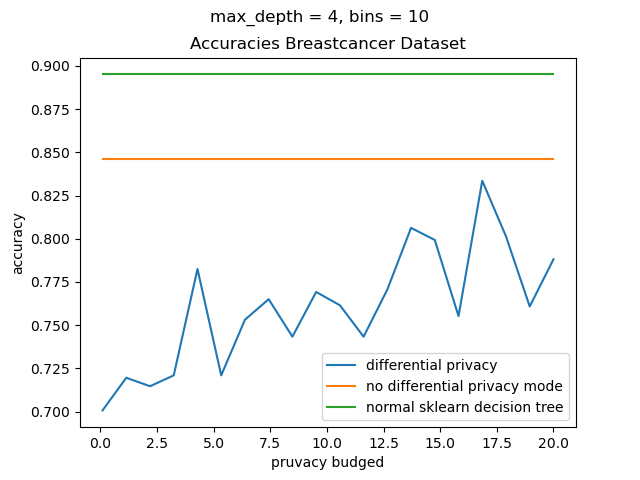 max_depth = 4, bins = 10
Accuracies Breastcancer Dataset
0.900
0.875
0.850
0.825
0.800
0.775
0.750
0.725
0.700
accuracy
differential privacy
no differential privacy mode
normal sklearn decision tree
0.0 2.5 5.0 7.5 10.0 12.5 15.0 17.5 20.0
pruvacy budged